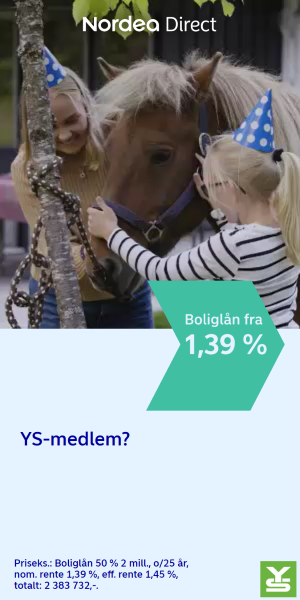 Nordea Direct
Boliglån fra
1,39 %
YS-medlem?
Priseks.: Boliglån 50 % 2 mill., o/25 år,
nom. rente 1,39 %, eff. rente 1,45 %,
totalt: 2 383 732,-.
YS